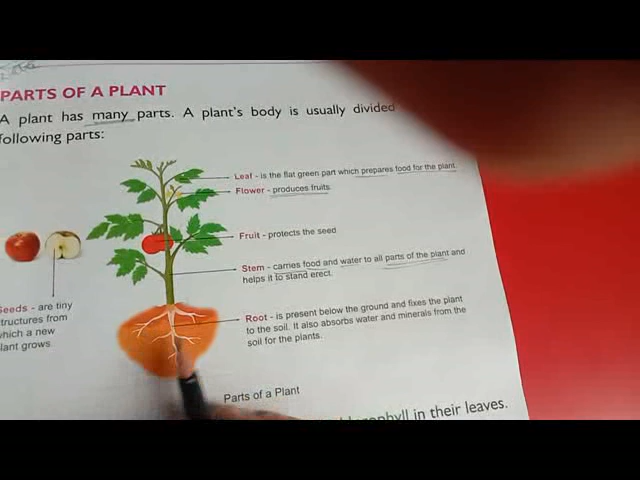 PARTS OF A PLANT
A plant has many parts. A plant's body is usually divided
following parts:
Leaf - is the flat green part which prepares food for the plant.
Flower - produces fruits.
Fruit - protects the seed
Stem - carries food and water to all parts of the plant and
helps it to stand erect.
Seeds - are tiny
structures from
which a new
plant grows.
Root - is present below the ground and fixes the plant
to the soil. It also absorbs water and minerals from the
soil for the plants.
Parts of a Plant
in their leaves.